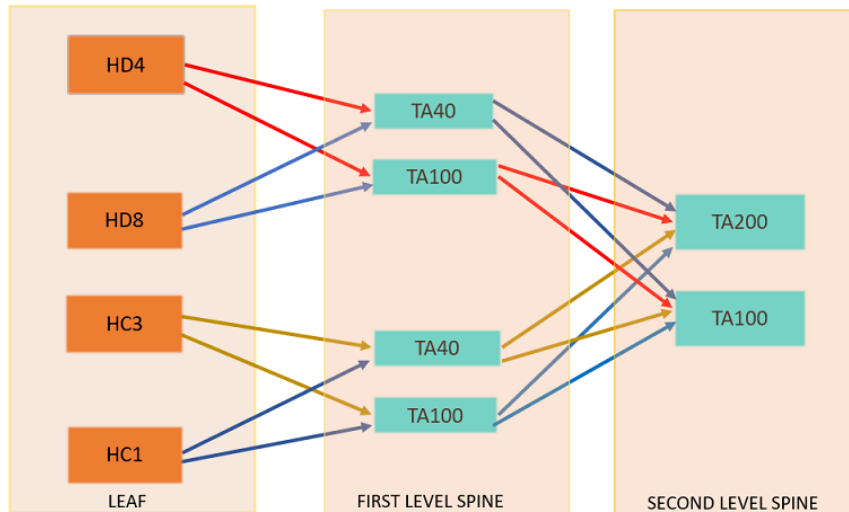 HD4
HD8
HC3
HC1
LEAF
TA40
TA100
TA40
TA100
FIRST LEVEL SPINE
TA200
TA100
SECOND LEVEL SPINE